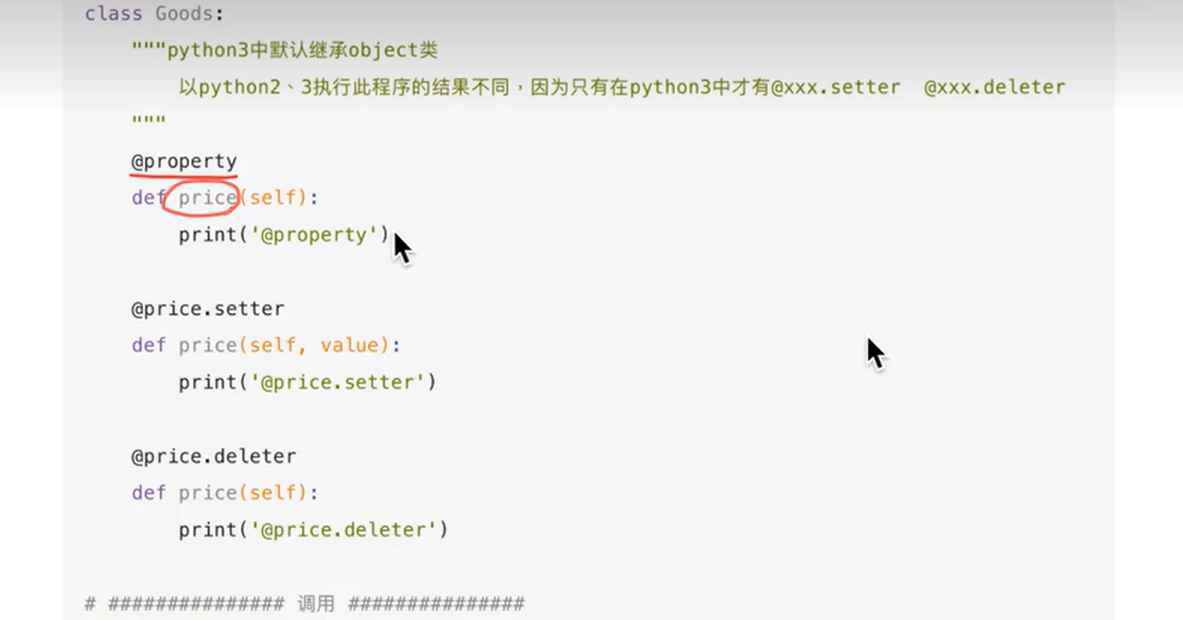 class Goods:
"""python3中默认继承object类
以python2、3执行此程序的结果不同，因为只有在python3中才有@xxx.setter  @xxx.deleter
"""
@property
def price(self):
print('@property')
@price.setter
def price(self, value):
print('@price.setter')
@price.deleter
def price(self):
print('@price.deleter')
# ############### 调用 ###############